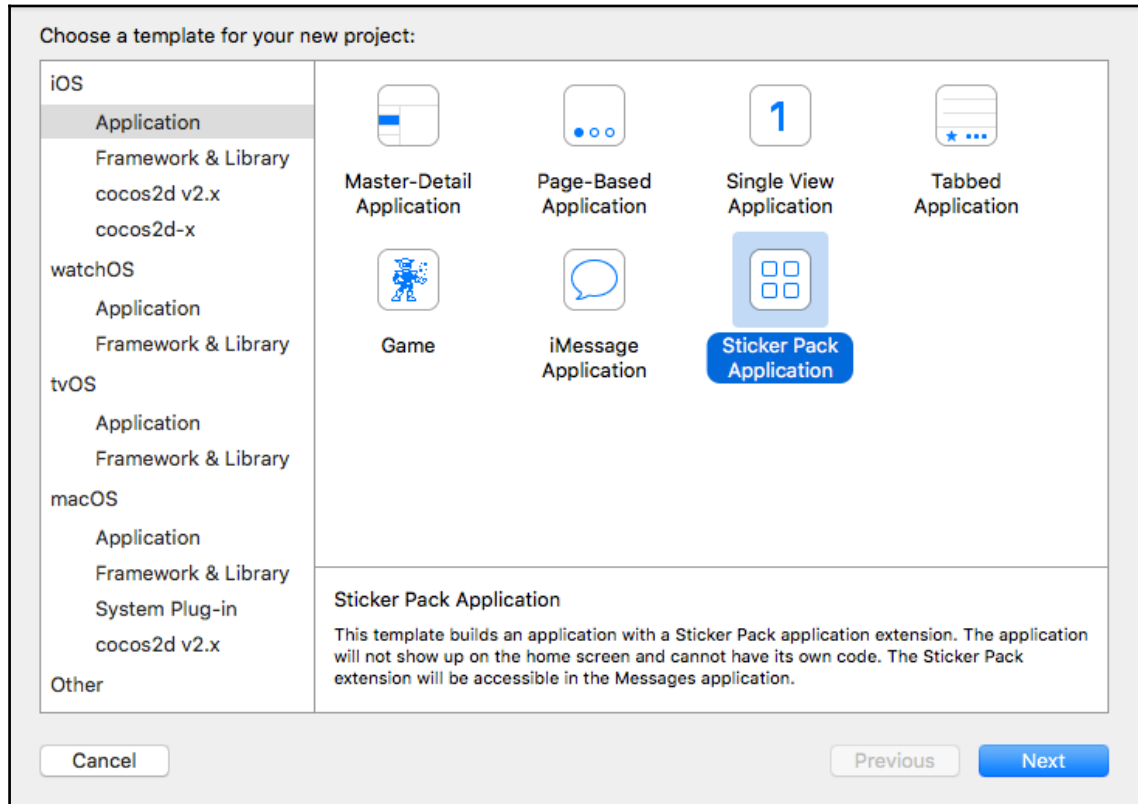 Choose a template for your new project:
iOS
Application
Framework & Library
cocos2d v2.x
cocos2d-x
watchOS
Application
Framework & Library
tvOS
Application
Framework & Library
macOS
Application
Framework & Library
System Plug-in
cocos2d v2.x
Other
Master-Detail
Application
Page-Based
Application
1
Single View
Application
Tabbed
Application
Game
iMessage
Application
Sticker Pack
Application
Sticker Pack Application
This template builds an application with a Sticker Pack application extension. The application
will not show up on the home screen and cannot have its own code. The Sticker Pack
extension will be accessible in the Messages application.
Cancel
Previous
Next